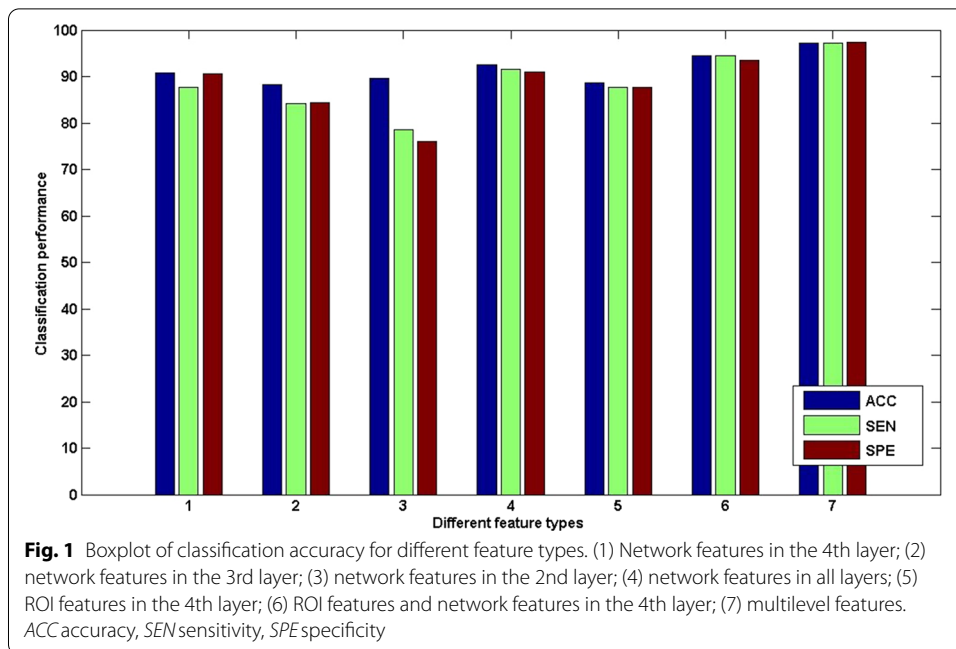 100
90
80
70
60
50
40
30
20
10
0
Classification performance
ACC
SEN
SPE
1 2 3 4 5 6 7
Different feature types
Fig. 1 Boxplot of classification accuracy for different feature types. (1) Network features in the 4th layer; (2)
network features in the 3rd layer; (3) network features in the 2nd layer; (4) network features in all layers; (5)
ROI features in the 4th layer; (6) ROI features and network features in the 4th layer; (7) multilevel features.
ACC accuracy, SEN sensitivity, SPE specificity